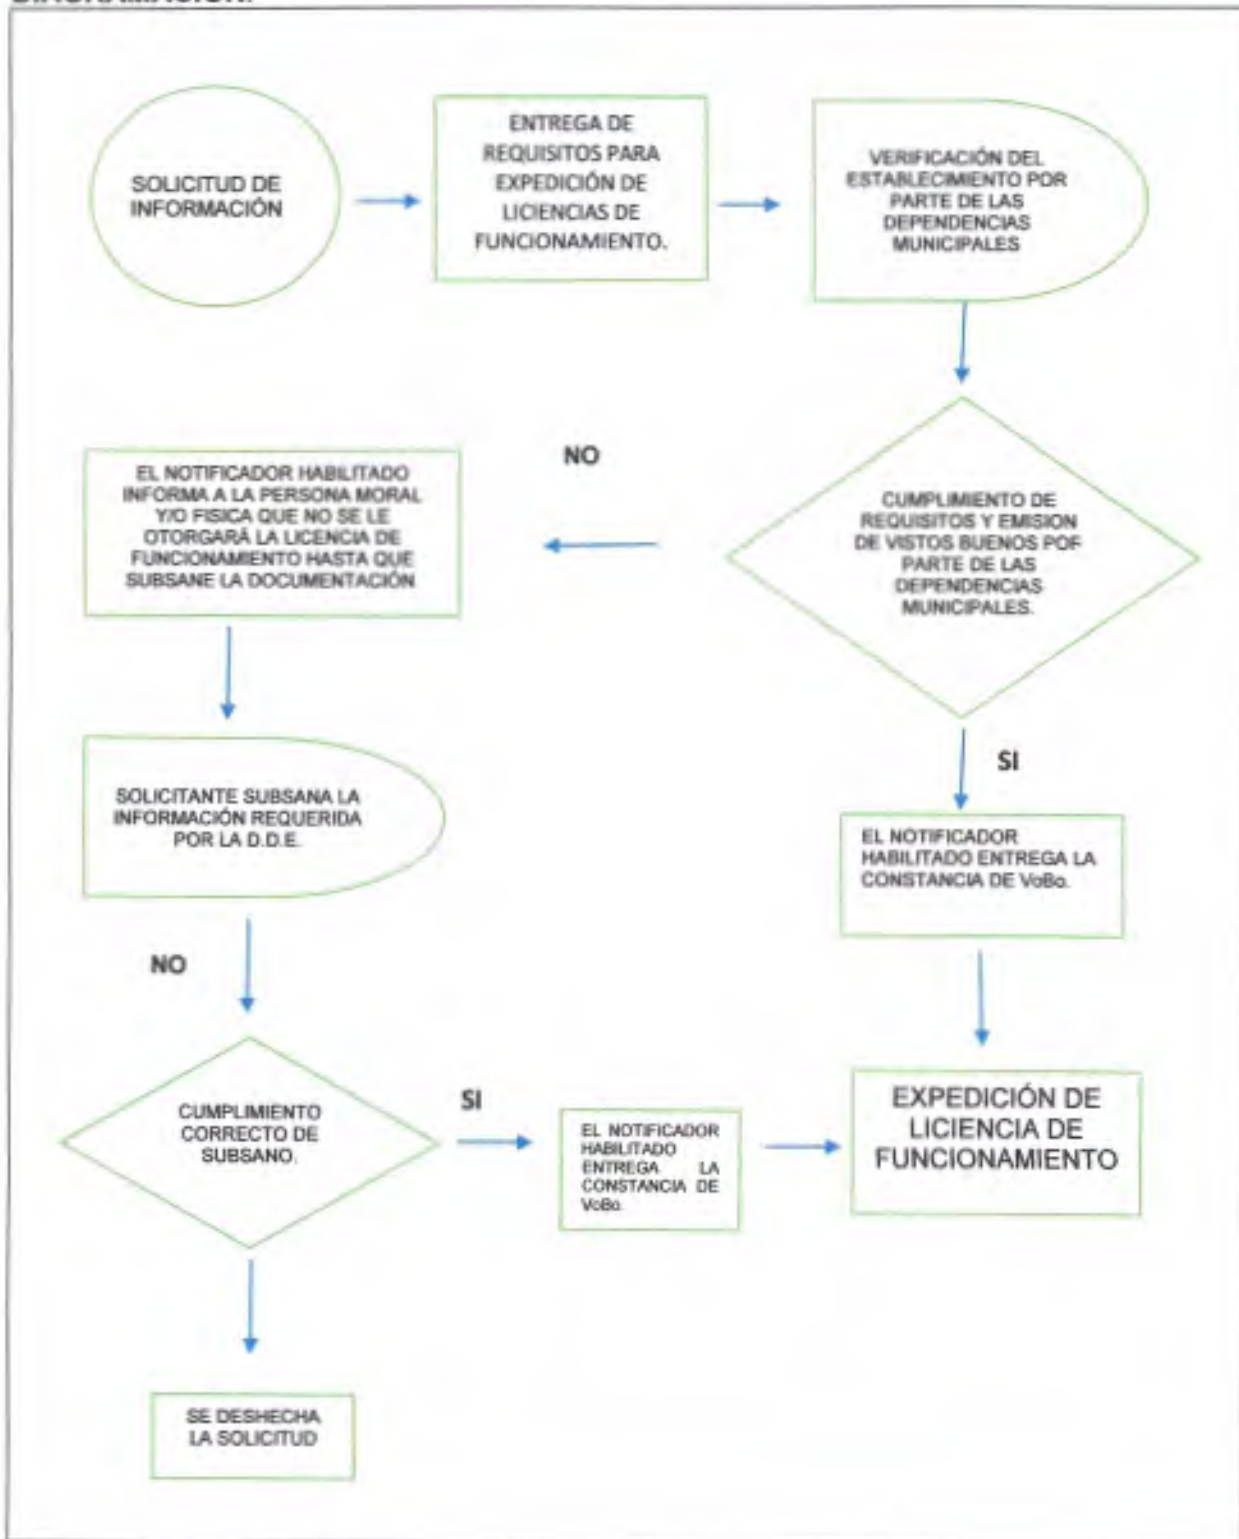 SOLICITUD DE
INFORMACIÓN
ENTREGA DE
REQUISITOS PARA
EXPEDICIÓN DE
LICIENCIAS DE
FUNCIONAMIENTO.
VERIFICACIÓN DEL
ESTABLECIMIENTO POR
PARTE DE LAS
DEPENDENCIAS
MUNICIPALES
NO
EL NOTIFICADOR HABILITADO
INFORMA A LA PERSONA MORAL
Y/O FISICA QUE NO SE LE
OTORGARÁ LA LICENCIA DE
FUNCIONAMIENTO HASTA QUE
SUBSANE LA DOCUMENTACIÓN
CUMPLIMIENTO DE
REQUISITOS Y EMISION
DE VISTOS BUENOS POF
PARTE DE LAS
DEPENDENCIAS
MUNICIPALES.
SI
SOLICITANTE SUBSANA LA
INFORMACIÓN REQUERIDA
POR LA D.D.E.
EL NOTIFICADOR
HABILITADO ENTREGA LA
CONSTANCIA DE VoBo.
NO
CUMPLIMIENTO
CORRECTO DE
SUBSANO.
SI
EL NOTIFICADOR
HABILITADO
ENTREGA LA
CONSTANCIA DE
VoBo.
EXPEDICIÓN DE
LICIENCIA DE
FUNCIONAMIENTO
SE DESHECHA
LA SOLICITUD